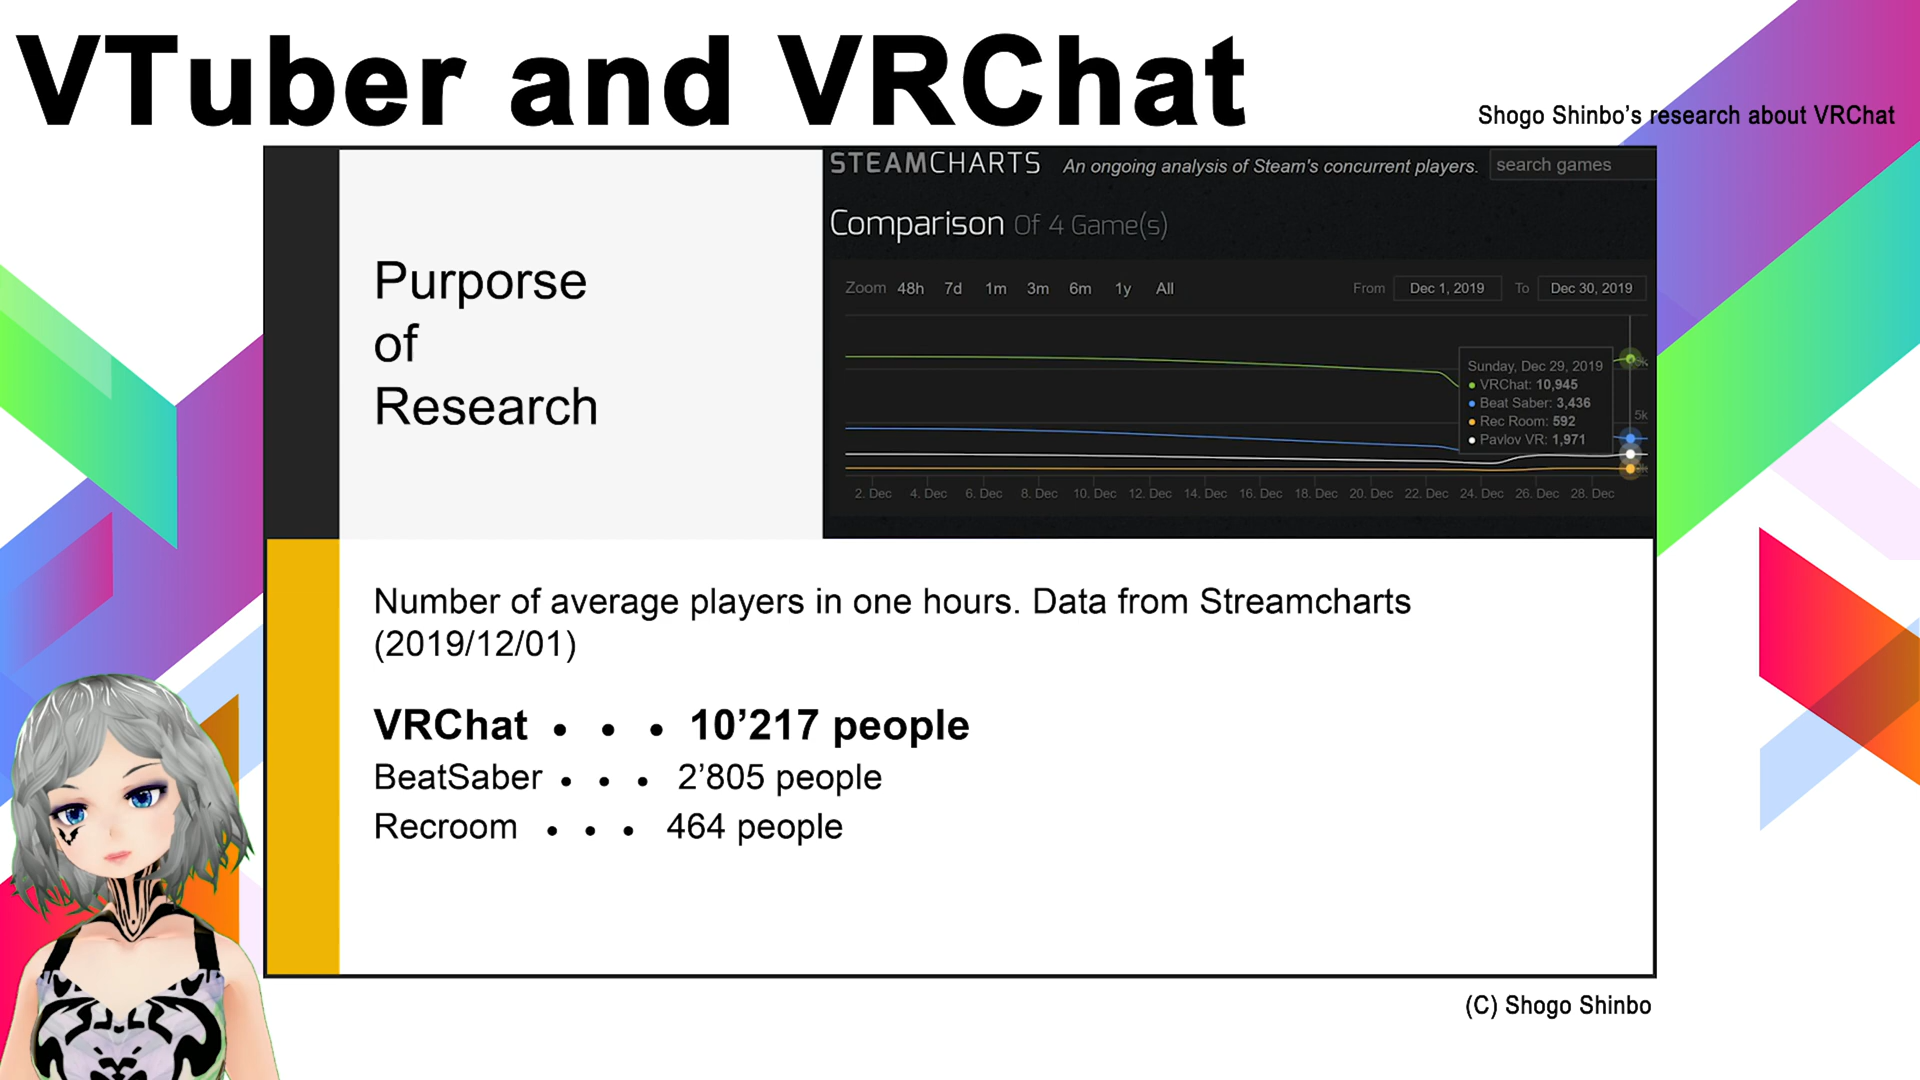 VTuber and VRChat
Shogo Shinbo’s research about VRChat
Purporse
of
Research
STEAMCHARTS An ongoing analysis of Steam's concurrent players. search games
Comparison Of 4 Game(s)
Zoom 48h 7d 1m 3m 6m 1y All From Dec 1, 2019 To Dec 30, 2019
Sunday, Dec 29, 2019
● VRChat: 10,945
● Beat Saber: 3,436
● Rec Room: 592
● Pavlov VR: 1,971
5k
2. Dec 4. Dec 6. Dec 8. Dec 10. Dec 12. Dec 14. Dec 16. Dec 18. Dec 20. Dec 22. Dec 24. Dec 26. Dec 28. Dec
Number of average players in one hours. Data from Streamcharts
(2019/12/01)
VRChat・・・10’217 people
BeatSaber・・・2’805 people
Recroom・・・464 people
(C) Shogo Shinbo